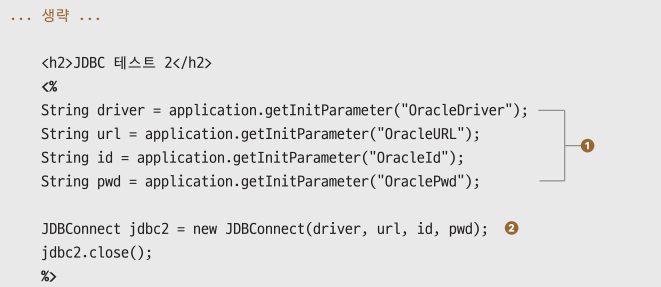 ... 생략 ...
<h2>JDBC 테스트 2</h2>
<%
String driver = application.getInitParameter("OracleDriver");
String url = application.getInitParameter("OracleURL");
String id = application.getInitParameter("OracleId"); ❶
String pwd = application.getInitParameter("OraclePwd");
JDBConnect jdbc2 = new JDBConnect(driver, url, id, pwd); ❷
jdbc2.close();
%>